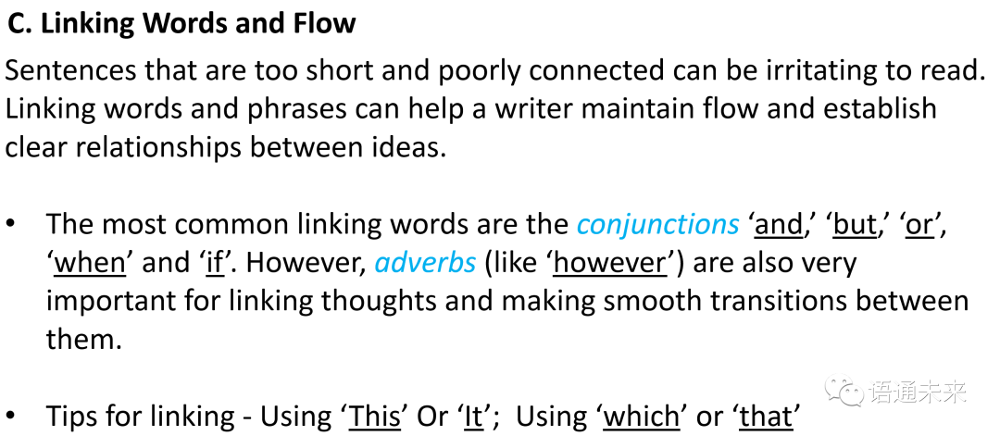 C. Linking Words and Flow
Sentences that are too short and poorly connected can be irritating to read.
Linking words and phrases can help a writer maintain flow and establish
clear relationships between ideas.
• The most common linking words are the conjunctions ‘and,’ ‘but,’ ‘or’,
‘when’ and ‘if’. However, adverbs (like ‘however’) are also very
important for linking thoughts and making smooth transitions between
them.
• Tips for linking - Using ‘This’ Or ‘It’;  Using ‘which’ or ‘that’
语通未来